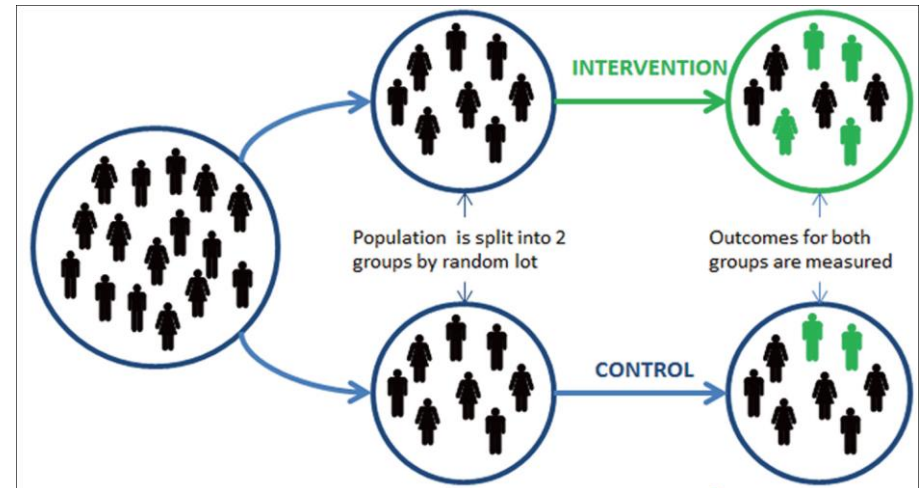 INTERVENTION
Population is split into 2
groups by random lot
Outcomes for both
groups are measured
CONTROL